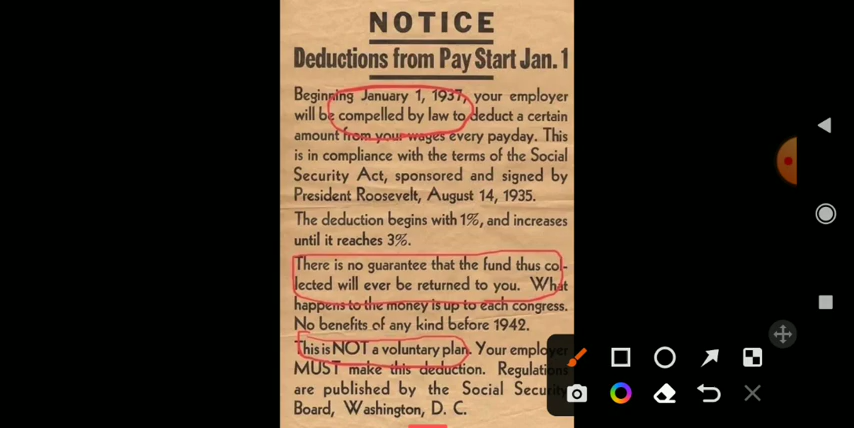 NOTICE
Deductions from Pay Start Jan. 1
Beginning January 1, 1937, your employer
will be compelled by law to deduct a certain
amount from your wages every payday. This
is in compliance with the terms of the Social
Security Act, sponsored and signed by
President Roosevelt, August 14, 1935.
The deduction begins with 1%, and increases
until it reaches 3%.
There is no guarantee that the fund thus col-
lected will ever be returned to you. What
happens to the money is up to each congress.
No benefits of any kind before 1942.
This is NOT a voluntary plan. Your employer
MUST make this deduction. Regulations
are published by the Social Security
Board, Washington, D. C.